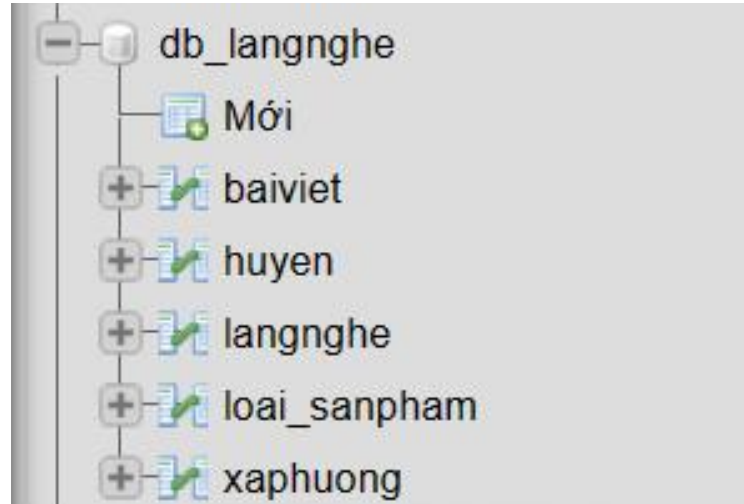 db_langnghe
Mới
baiviet
huyen
langnghe
loai_sanpham
xaphuong